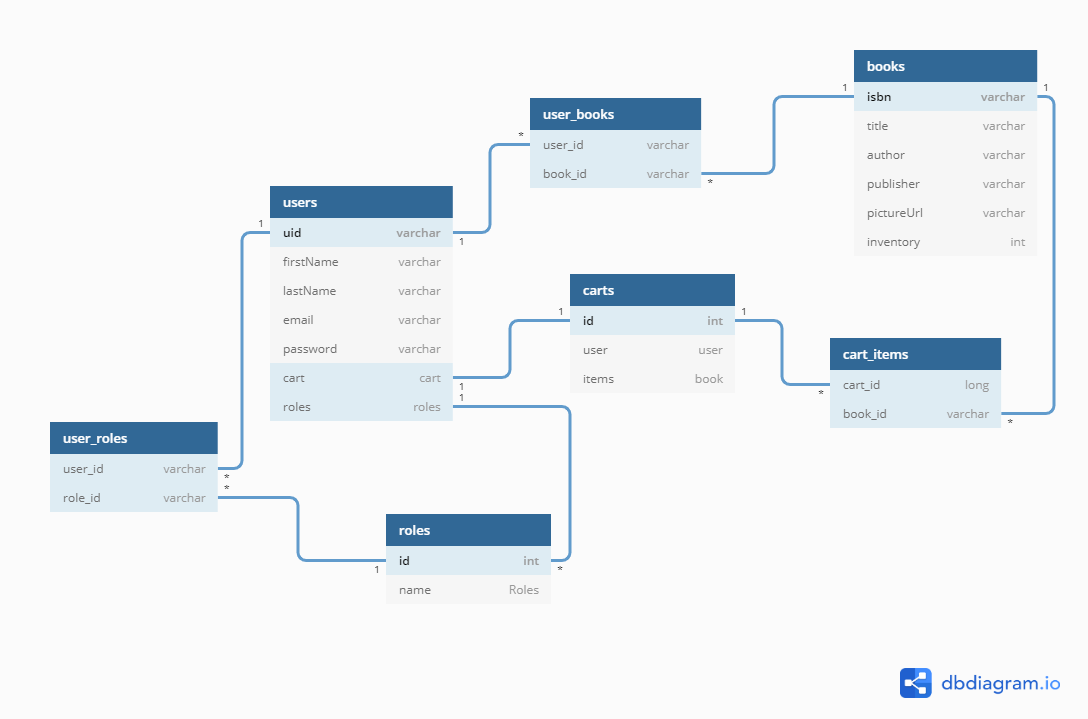 books
1
1
isbn varchar
title varchar
author varchar
publisher varchar
pictureUrl varchar
inventory int
user_books
*
user_id varchar
book_id varchar
*
users
1
uid varchar
1
firstName varchar
lastName varchar
email varchar
password varchar
cart cart
1
1
roles roles
carts
1
1
id int
user user
items book
cart_items
cart_id long
*
book_id varchar
*
user_roles
user_id varchar
*
*
role_id varchar
roles
id int
1
*
name Roles
dbdiagram.io